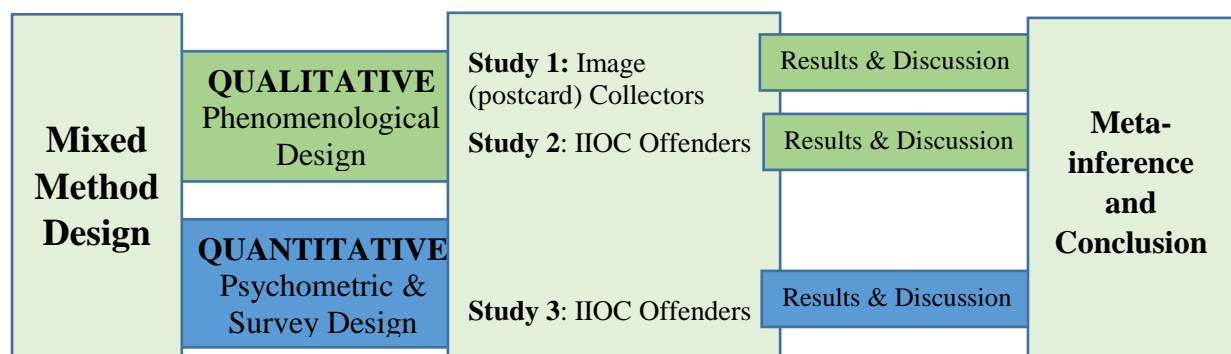 Mixed
Method
Design
QUALITATIVE
Phenomenological
Design
QUANTITATIVE
Psychometric &
Survey Design
Study 1: Image
(postcard) Collectors
Study 2: IIOC Offenders
Study 3: IIOC Offenders
Results & Discussion
Results & Discussion
Results & Discussion
Meta-
inference
and
Conclusion